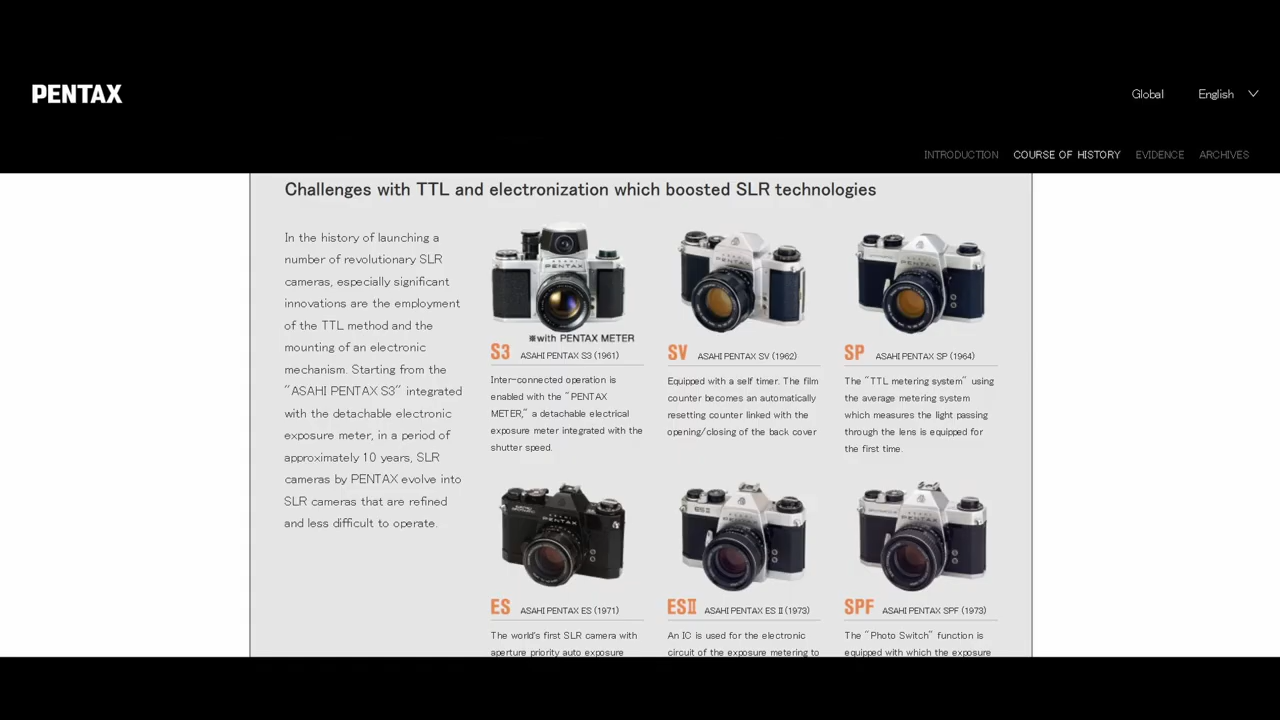 PENTAX
Global
English
INTRODUCTION
COURSE OF HISTORY
EVIDENCE
ARCHIVES
Challenges with TTL and electronization which boosted SLR technologies
In the history of launching a
number of revolutionary SLR
cameras, especially significant
innovations are the employment
of the TTL method and the
mounting of an electronic
mechanism. Starting from the
"ASAHI PENTAX S3" integrated
with the detachable electronic
exposure meter, in a period of
approximately 10 years, SLR
cameras by PENTAX evolve into
SLR cameras that are refined
and less difficult to operate.
PENTAX
※with PENTAX METER
S3 ASAHI PENTAX S3 (1961)
Inter-connected operation is
enabled with the "PENTAX
METER," a detachable electrical
exposure meter integrated with the
shutter speed.
PENTAX
SV ASAHI PENTAX SV (1962)
Equipped with a self timer. The film
counter becomes an automatically
resetting counter linked with the
opening/closing of the back cover
PENTAX
SP ASAHI PENTAX SP (1964)
The "TTL metering system" using
the average metering system
which measures the light passing
through the lens is equipped for
the first time.
PENTAX
ES ASAHI PENTAX ES (1971)
The world's first SLR camera with
aperture priority auto exposure
ES II
PENTAX
ESII ASAHI PENTAX ES II (1973)
An IC is used for the electronic
circuit of the exposure metering to
PENTAX
SPF ASAHI PENTAX SPF (1973)
The "Photo Switch" function is
equipped with which the exposure